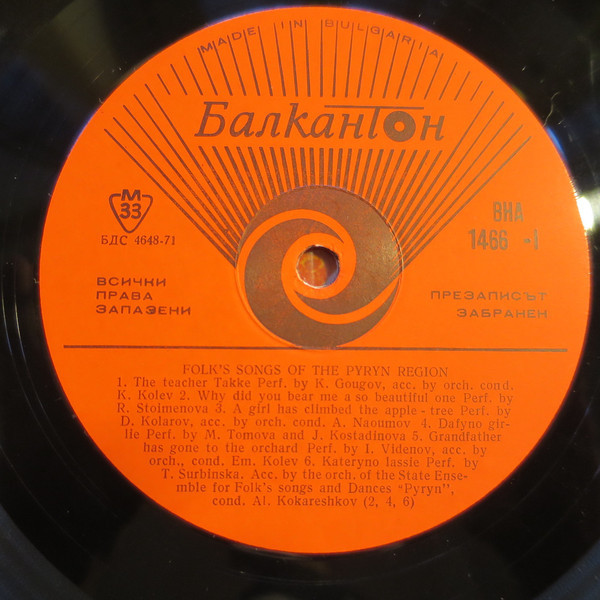 MADE IN BULGARIA
Балкантон
М
33
БДС 4648-71
ВНА
1466 -I
ВСИЧКИ
ПРАВА
ЗАПАЗЕНИ
ПРЕЗАПИСЪТ
ЗАБРАНЕН
FOLK'S SONGS OF THE PYRYN REGION
1. The teacher Takke Perf. by K. Gougov, acc. by orch. cond.
K. Kolev 2. Why did you bear me a so beautiful one Perf. by
R. Stoimenova 3. A girl has climbed the apple - tree Perf. by
D. Kolarov, acc. by orch. cond. A. Naoumov 4. Dafyno gir-
lie Perf. by M. Tomova and J. Kostadinova 5. Grandfather
has gone to the orchard Perf. by I. Videnov, acc. by
orch., cond. Em. Kolev 6. Kateryno lassie Perf. by
T. Surbinska. Acc. by the orch. of the State Ense-
mble for Folk's songs and Dances "Pyryn",
cond. Al. Kokareshkov (2, 4, 6)